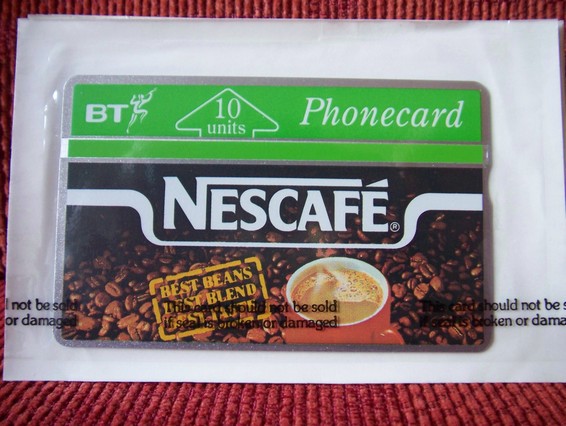 BT
10
units
Phonecard
NESCAFÉ®
BEST BEANS
BEST BLEND
This card should not be sold
if seal is broken or damaged
l not be sold
or damaged
This card should not be s
if seal is broken or dama